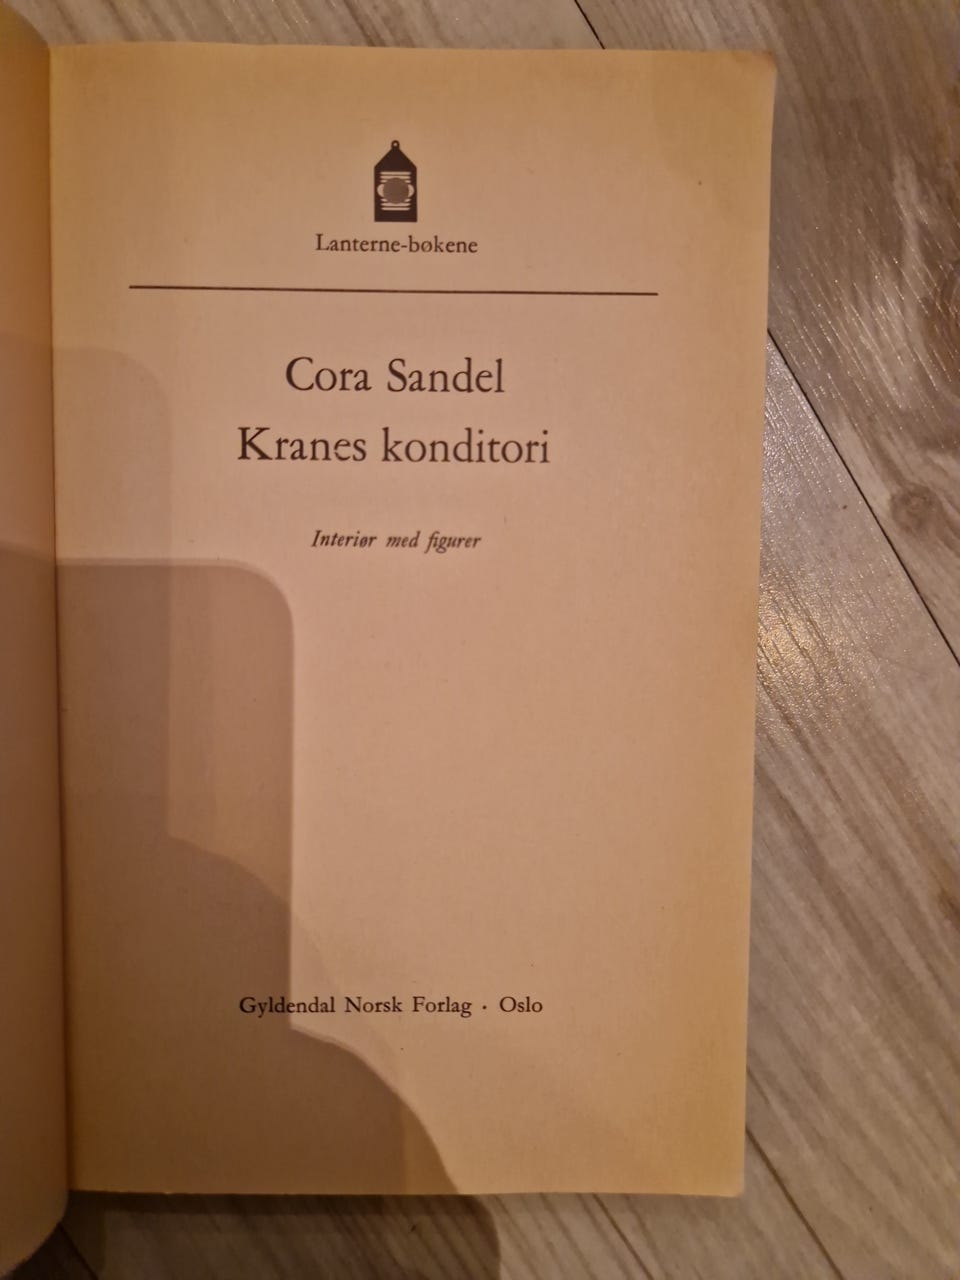 Lanterne-bøkene
Cora Sandel
Kranes konditori
Interiør med figurer
Gyldendal Norsk Forlag · Oslo